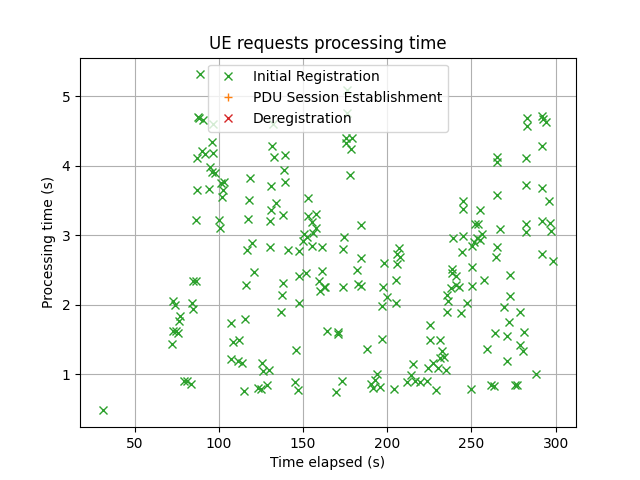 UE requests processing time
Initial Registration
PDU Session Establishment
Deregistration
Processing time (s)
5
4
3
2
1
50
100
150
200
250
300
Time elapsed (s)